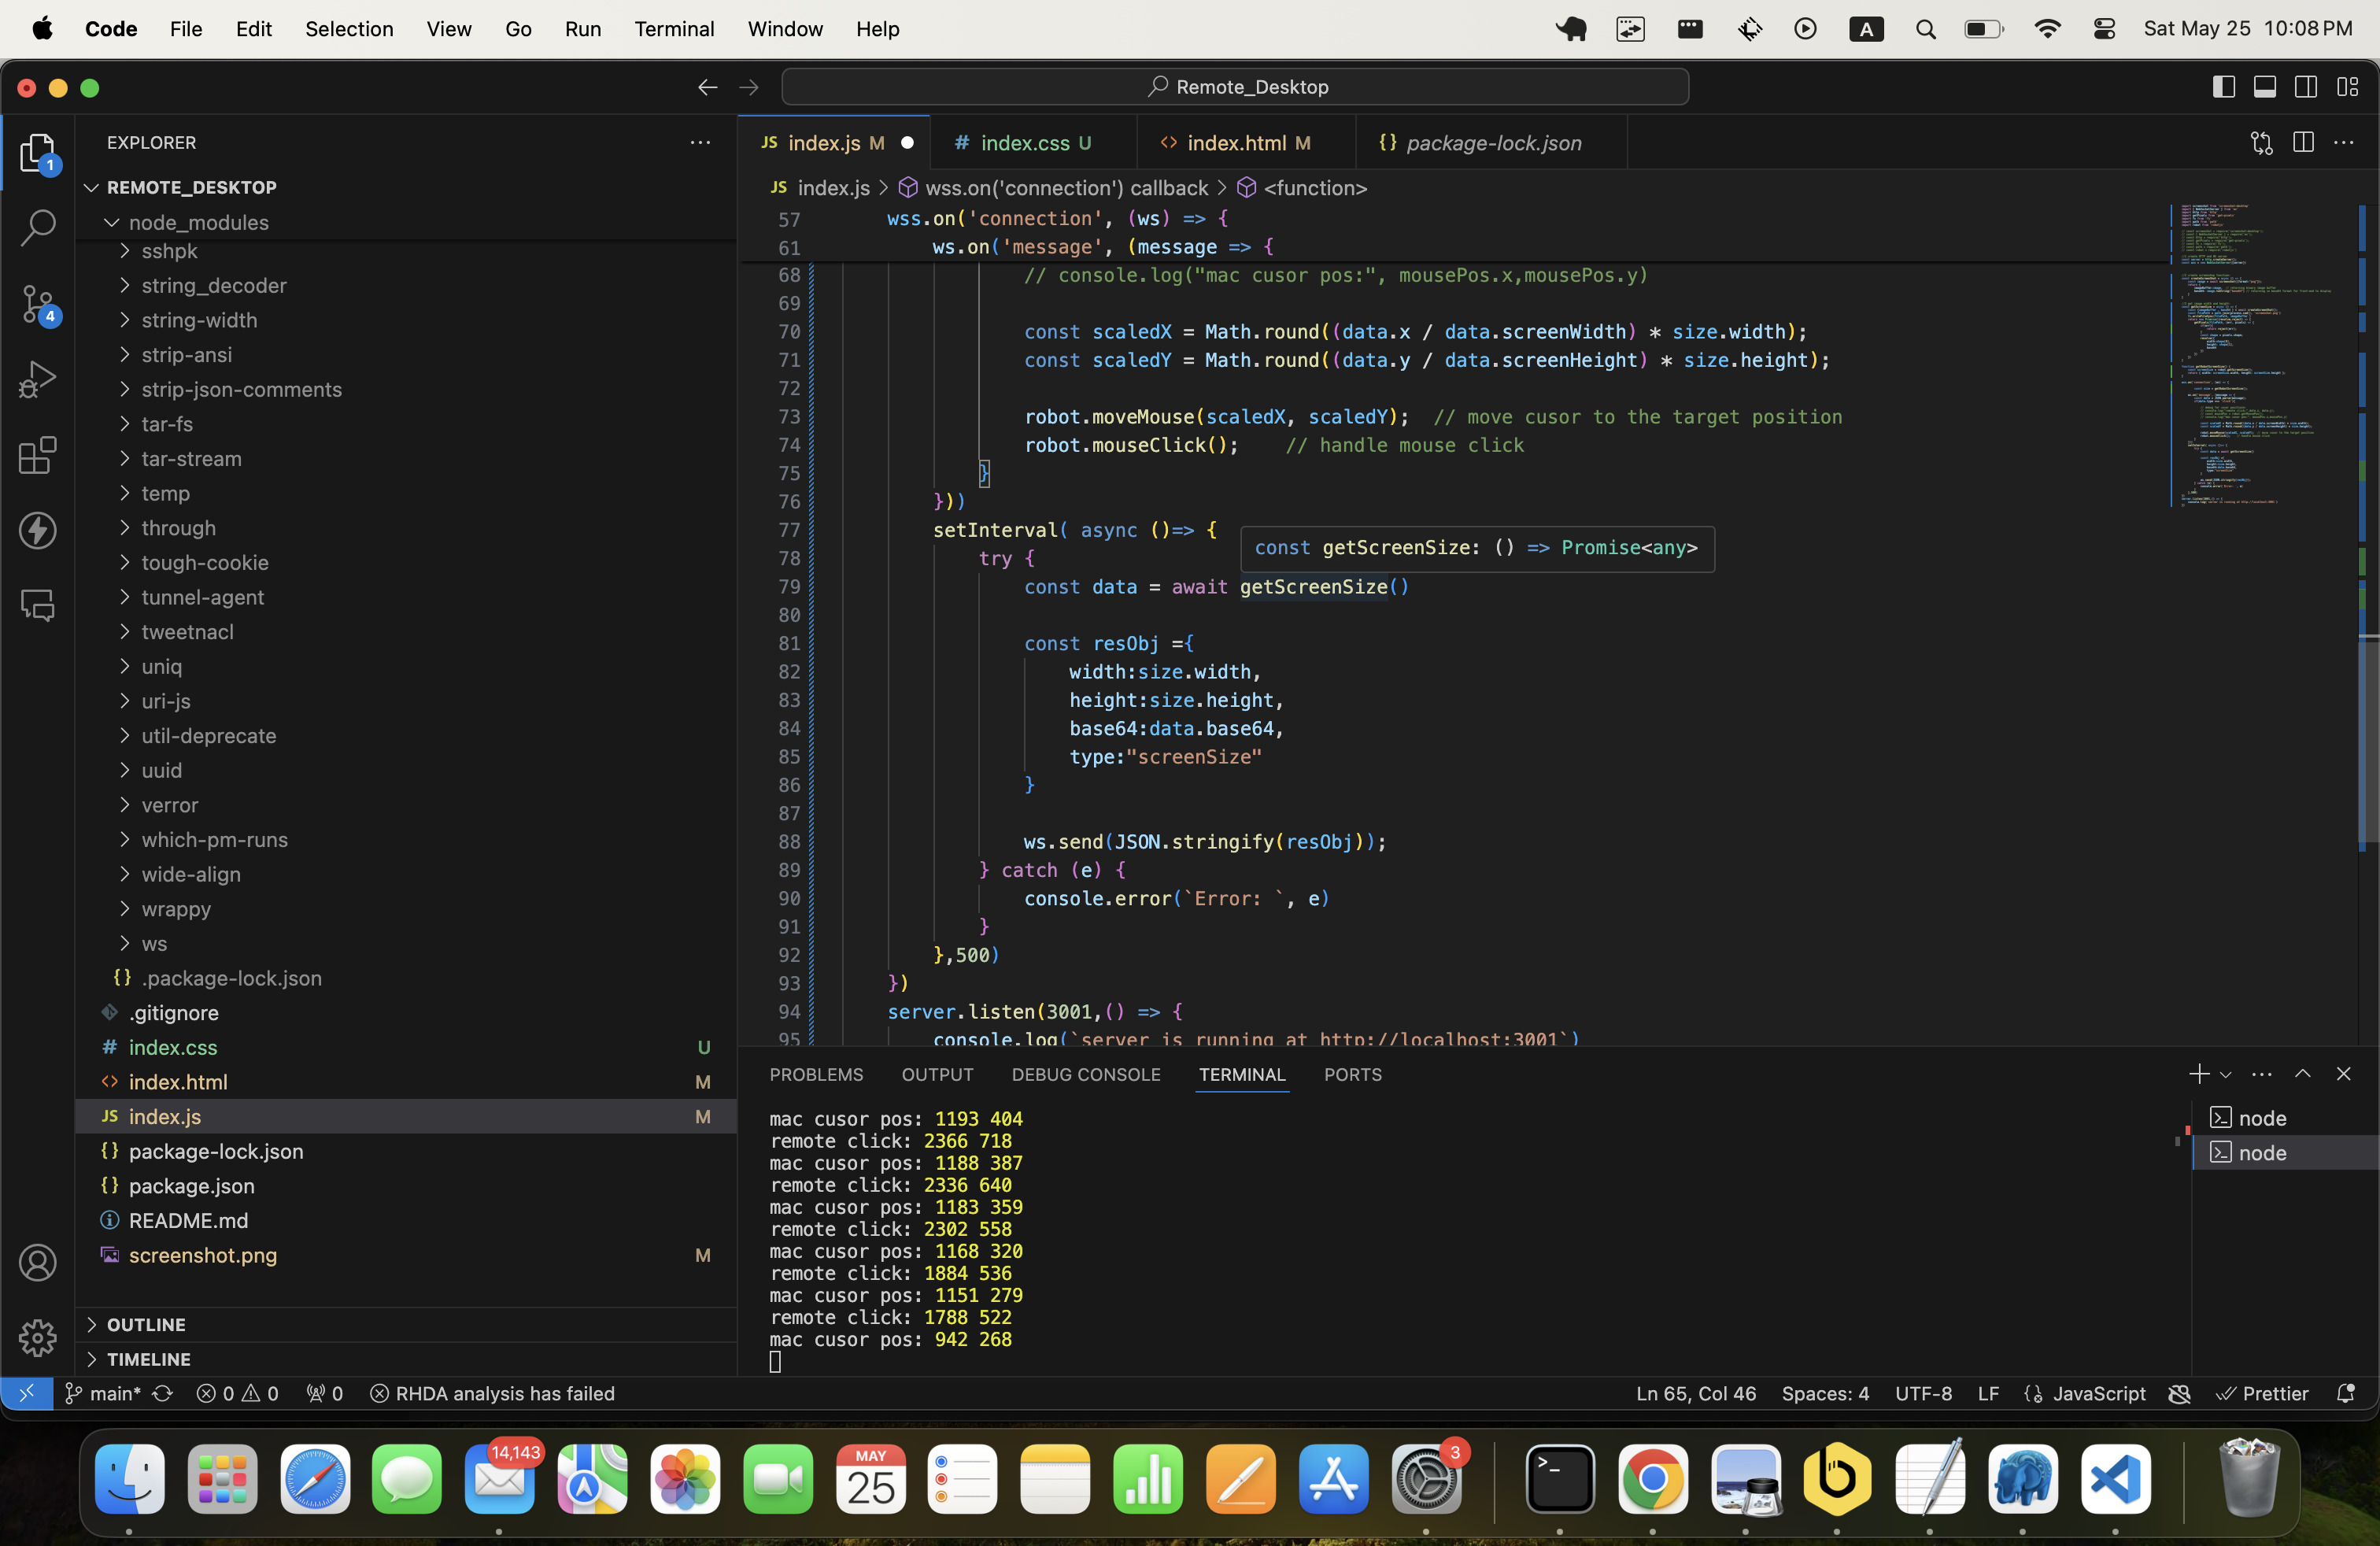 Code File Edit Selection View Go Run Terminal Window Help A Sat May 25 10:08 PM
Remote_Desktop
EXPLORER
REMOTE_DESKTOP
node_modules
sshpk
string_decoder
string-width
strip-ansi
strip-json-comments
tar-fs
tar-stream
temp
through
tough-cookie
tunnel-agent
tweetnacl
uniq
uri-js
util-deprecate
uuid
verror
which-pm-runs
wide-align
wrappy
ws
{} .package-lock.json
.gitignore
# index.css U
<> index.html M
JS index.js M
{} package-lock.json
{} package.json
README.md
screenshot.png M
OUTLINE
TIMELINE
1
4
JS index.js M # index.css U <> index.html M {} package-lock.json
JS index.js > wss.on('connection') callback > <function>
57 wss.on('connection', (ws) => {
61 ws.on('message', (message => {
68 // console.log("mac cusor pos:", mousePos.x,mousePos.y)
69
70 const scaledX = Math.round((data.x / data.screenWidth) * size.width);
71 const scaledY = Math.round((data.y / data.screenHeight) * size.height);
72
73 robot.moveMouse(scaledX, scaledY); // move cusor to the target position
74 robot.mouseClick(); // handle mouse click
75 }
76 }))
77 setInterval( async ()=> {
const getScreenSize: () => Promise<any>
78 try {
79 const data = await getScreenSize()
80
81 const resObj ={
82 width:size.width,
83 height:size.height,
84 base64:data.base64,
85 type:"screenSize"
86 }
87
88 ws.send(JSON.stringify(resObj));
89 } catch (e) {
90 console.error(`Error: `, e)
91 }
92 },500)
93 })
94 server.listen(3001,() => {
95 console.log(`server is running at http://localhost:3001`)
PROBLEMS OUTPUT DEBUG CONSOLE TERMINAL PORTS
mac cusor pos: 1193 404
remote click: 2366 718
mac cusor pos: 1188 387
remote click: 2336 640
mac cusor pos: 1183 359
remote click: 2302 558
mac cusor pos: 1168 320
remote click: 1884 536
mac cusor pos: 1151 279
remote click: 1788 522
mac cusor pos: 942 268
node
node
main* 0 0 0 RHDA analysis has failed Ln 65, Col 46 Spaces: 4 UTF-8 LF JavaScript Prettier
14,143
MAY
25
3